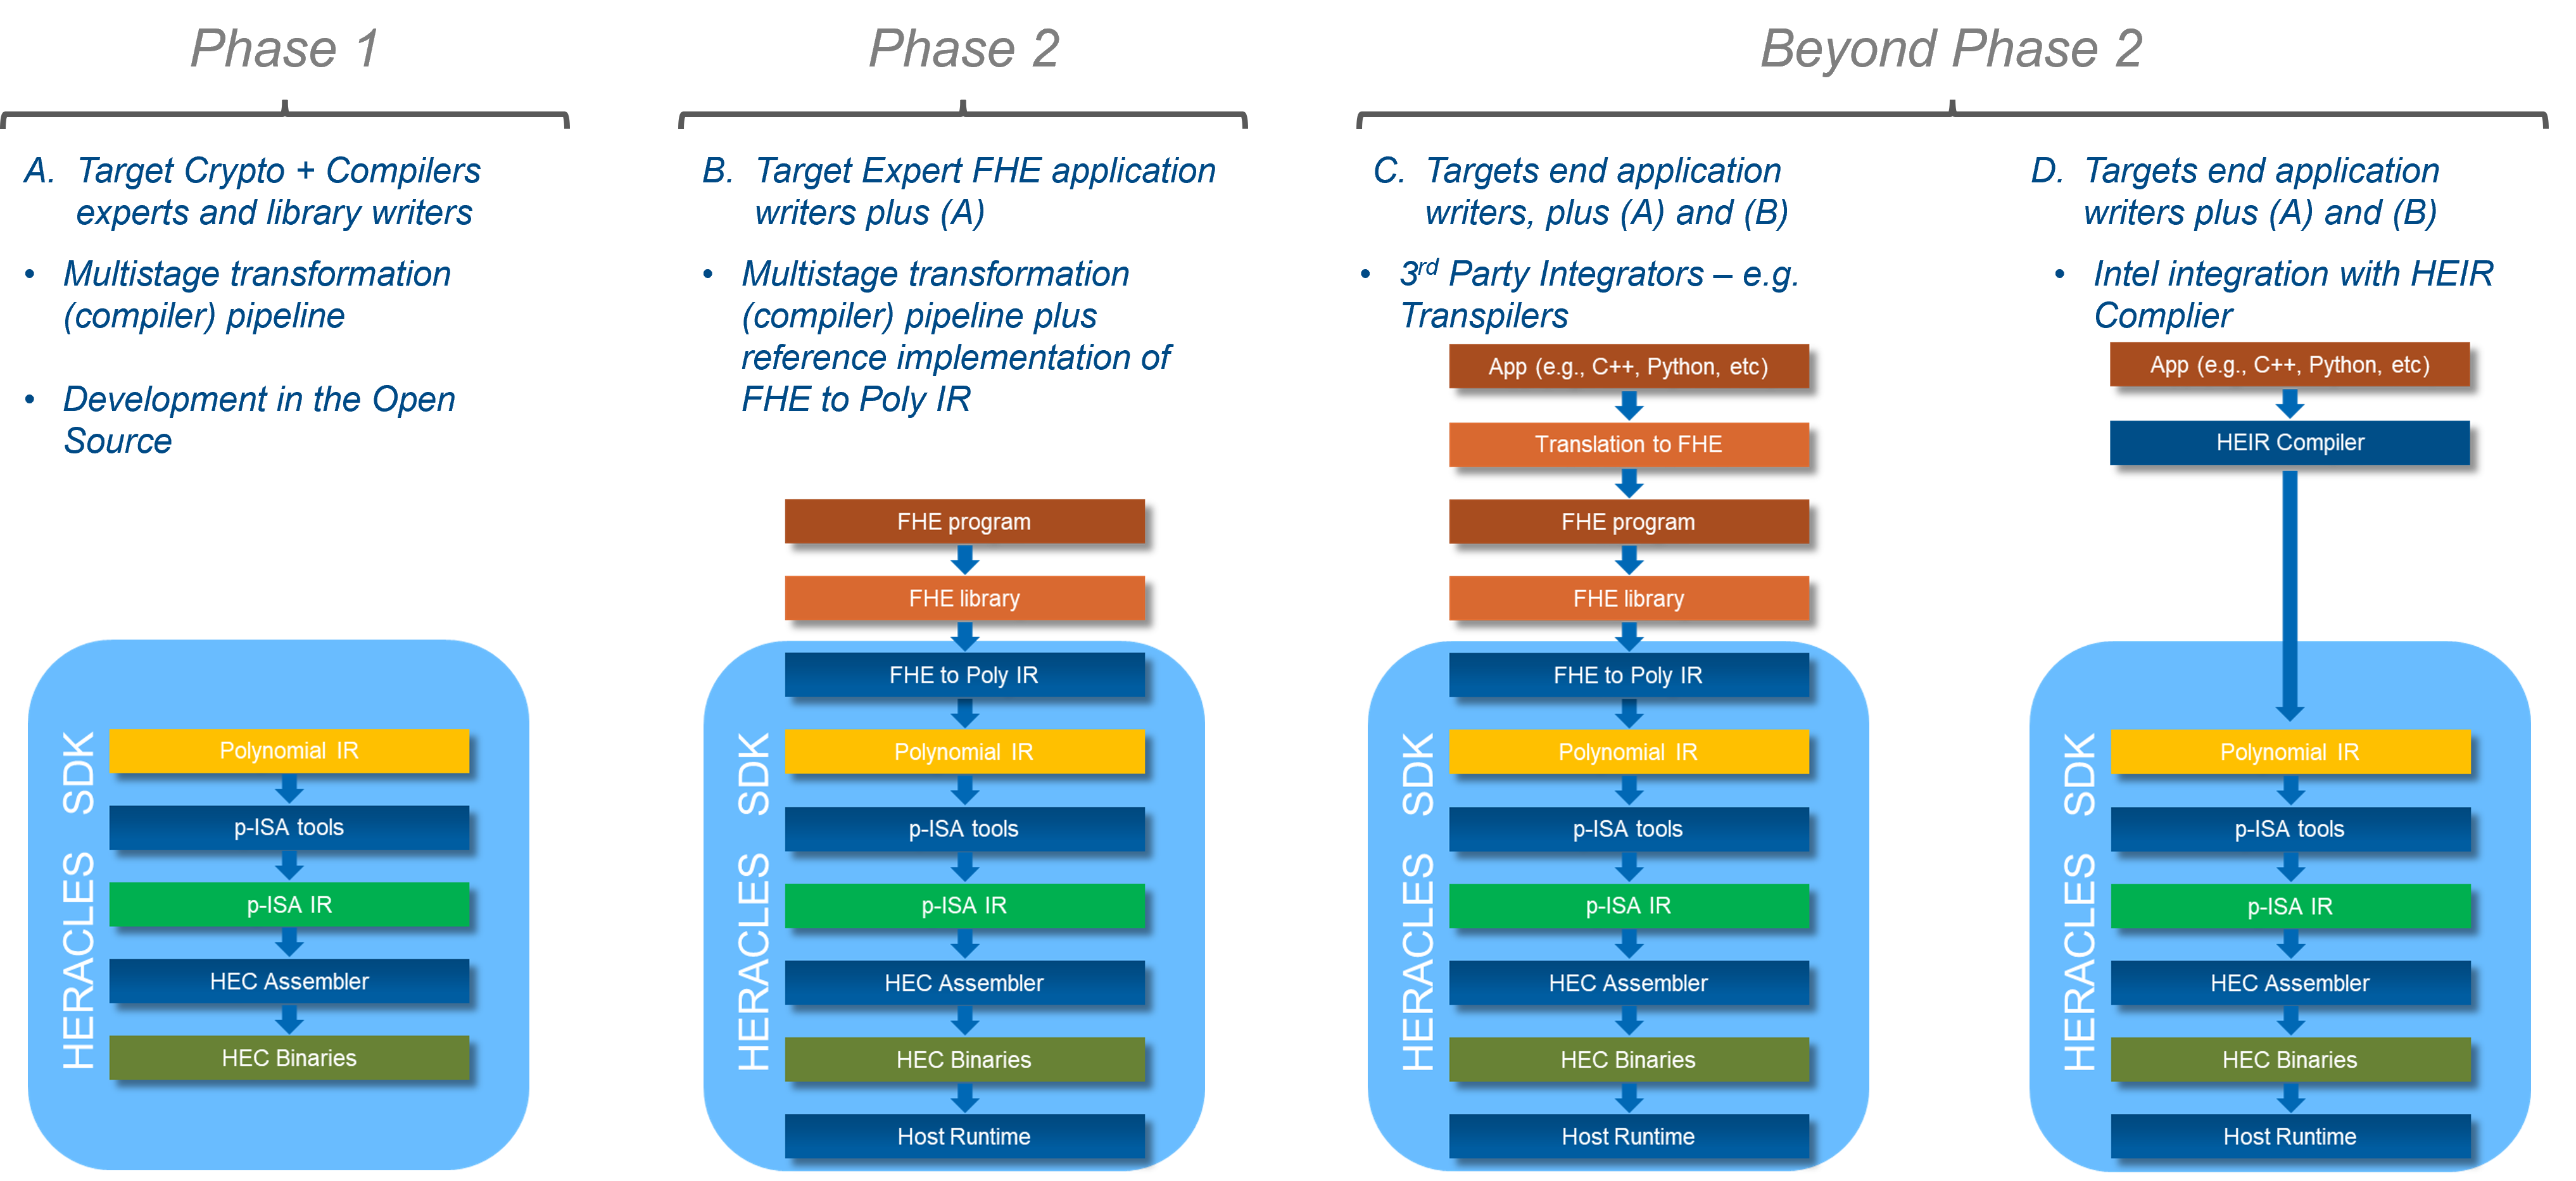 Phase 1
A. Target Crypto + Compilers
experts and library writers
• Multistage transformation
(compiler) pipeline
• Development in the Open
Source
HERACLES SDK
Polynomial IR
p-ISA tools
p-ISA IR
HEC Assembler
HEC Binaries
Phase 2
B. Target Expert FHE application
writers plus (A)
• Multistage transformation
(compiler) pipeline plus
reference implementation of
FHE to Poly IR
FHE program
FHE library
HERACLES SDK
FHE to Poly IR
Polynomial IR
p-ISA tools
p-ISA IR
HEC Assembler
HEC Binaries
Host Runtime
Beyond Phase 2
C. Targets end application
writers, plus (A) and (B)
• 3rd Party Integrators – e.g.
Transpilers
App (e.g., C++, Python, etc)
Translation to FHE
FHE program
FHE library
HERACLES SDK
FHE to Poly IR
Polynomial IR
p-ISA tools
p-ISA IR
HEC Assembler
HEC Binaries
Host Runtime
D. Targets end application
writers plus (A) and (B)
• Intel integration with HEIR
Complier
App (e.g., C++, Python, etc)
HEIR Compiler
HERACLES SDK
Polynomial IR
p-ISA tools
p-ISA IR
HEC Assembler
HEC Binaries
Host Runtime